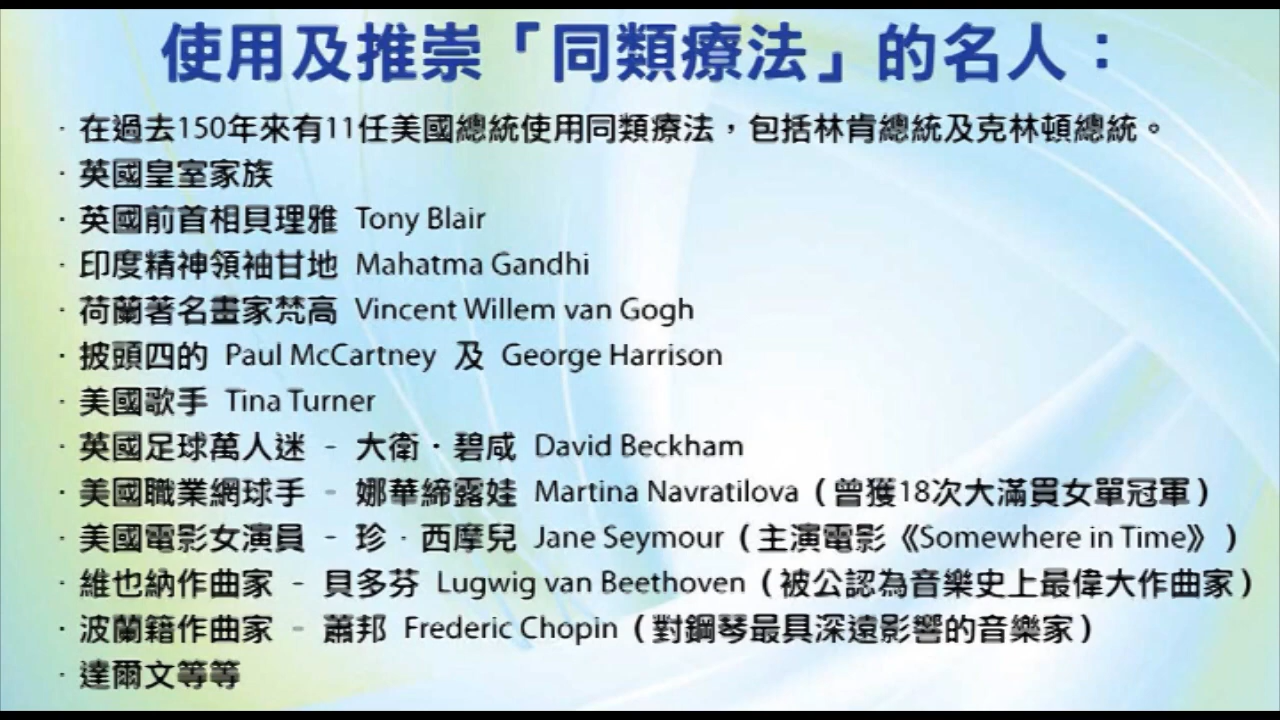 使用及推崇「同類療法」的名人：
· 在過去150年來有11任美國總統使用同類療法，包括林肯總統及克林頓總統。
· 英國皇室家族
· 英國前首相貝理雅 Tony Blair
· 印度精神領袖甘地 Mahatma Gandhi
· 荷蘭著名畫家梵高 Vincent Willem van Gogh
· 披頭四的 Paul McCartney 及 George Harrison
· 美國歌手 Tina Turner
· 英國足球萬人迷 - 大衛·碧咸 David Beckham
· 美國職業網球手 - 娜華締露娃 Martina Navratilova（曾獲18次大滿貫女單冠軍）
· 美國電影女演員 - 珍·西摩兒 Jane Seymour（主演電影《Somewhere in Time》）
· 維也納作曲家 - 貝多芬 Lugwig van Beethoven（被公認為音樂史上最偉大作曲家）
· 波蘭籍作曲家 - 蕭邦 Frederic Chopin（對鋼琴最具深遠影響的音樂家）
· 達爾文等等